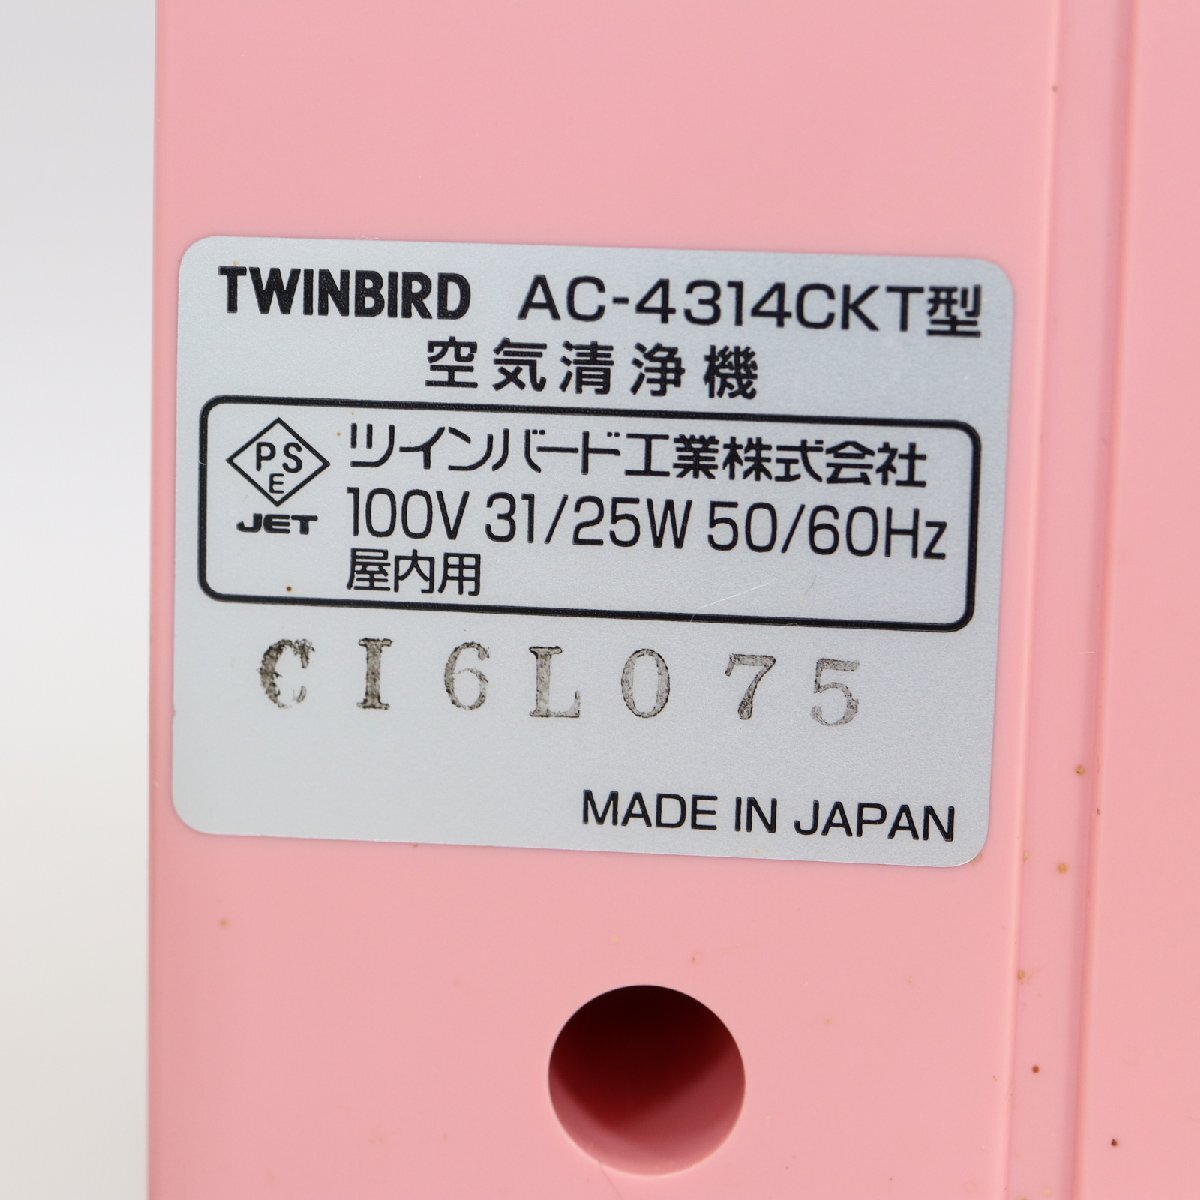 TWINBIRD AC-4314CKT型
空気清浄機
PSE
JET
ツインバード工業株式会社
100V 31/25W 50/60Hz
屋内用
CI6L075
MADE IN JAPAN